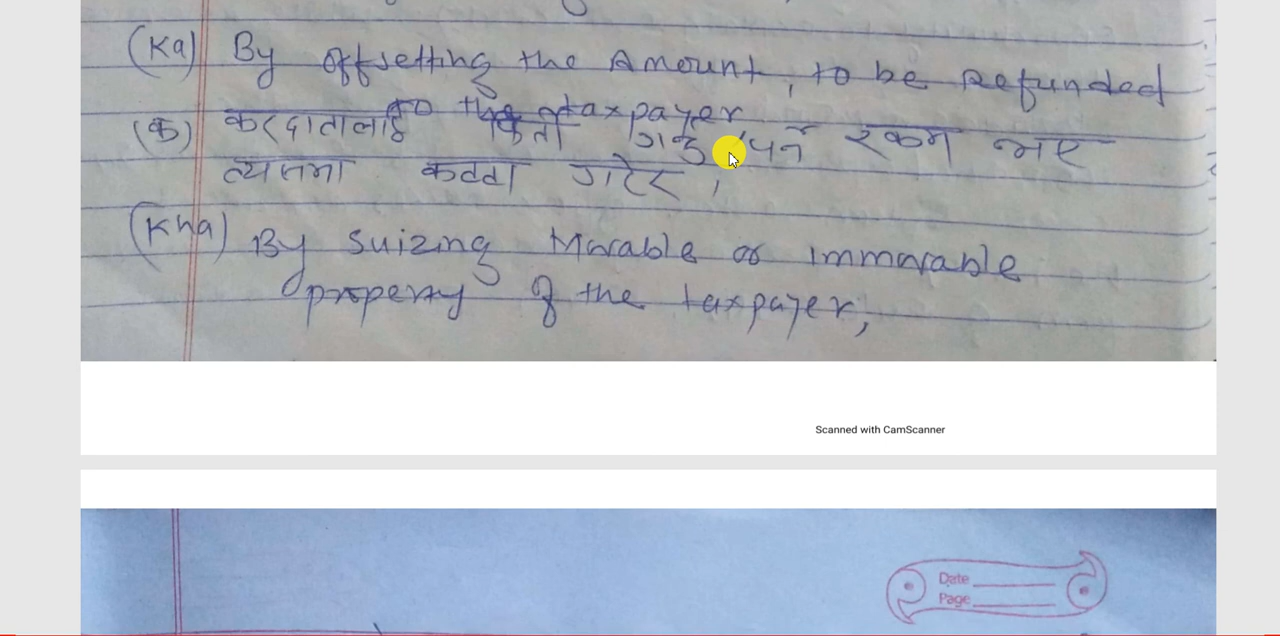 (Ka) By offsetting the Amount, to be Refunded
to the taxpayer
(क) करदातालाई फिर्ता गर्नु पर्ने रकम भए
त्यसमा कट्टा गरेर,
(Kha) By Suizing Movable or Immovable
property of the taxpayer,
Scanned with CamScanner
Date
Page